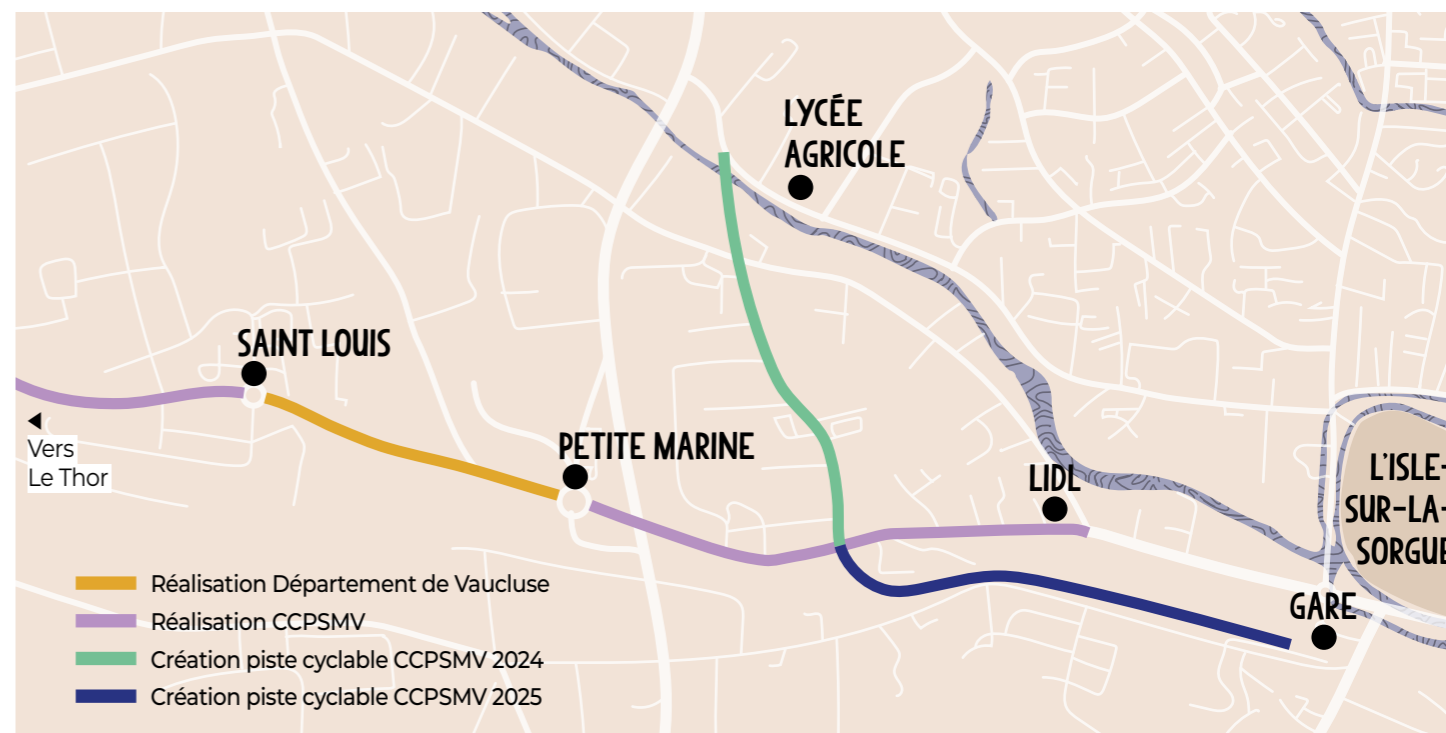 LYCÉE
AGRICOLE
SAINT LOUIS
Vers
Le Thor
PETITE MARINE
LIDL
L'ISLE-
SUR-LA-
SORGUE
GARE
Réalisation Département de Vaucluse
Réalisation CCPSMV
Création piste cyclable CCPSMV 2024
Création piste cyclable CCPSMV 2025